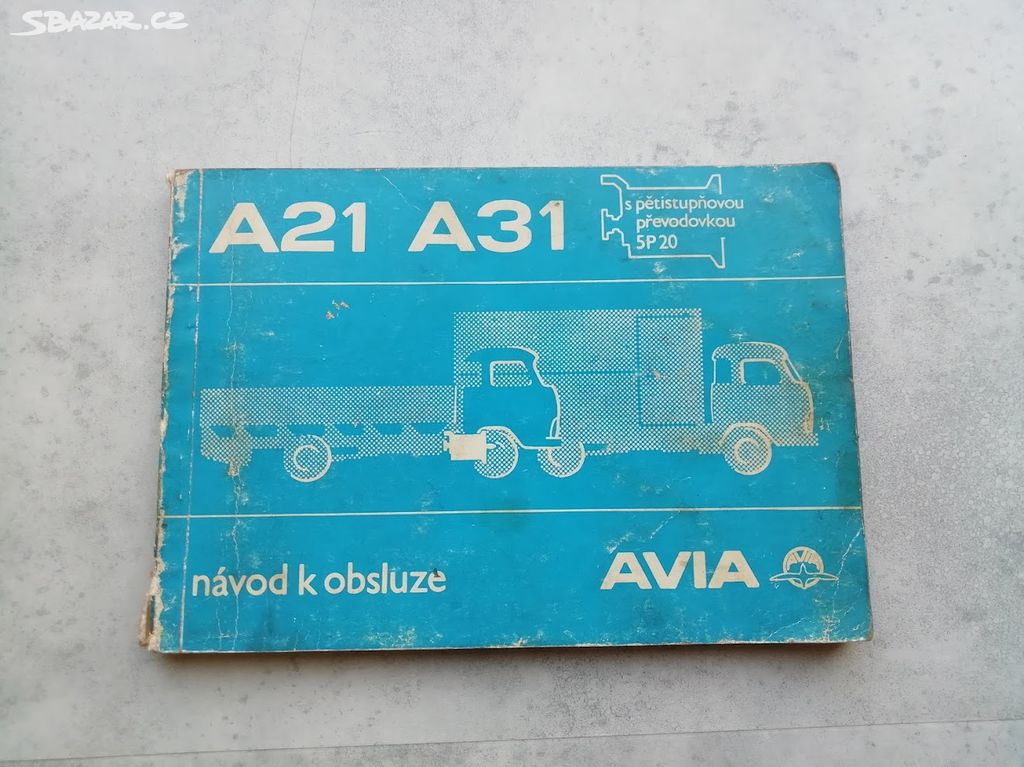 SBAZAR.CZ
A21 A31
s pětistupňovou
převodovkou
5P20
návod k obsluze
AVIA